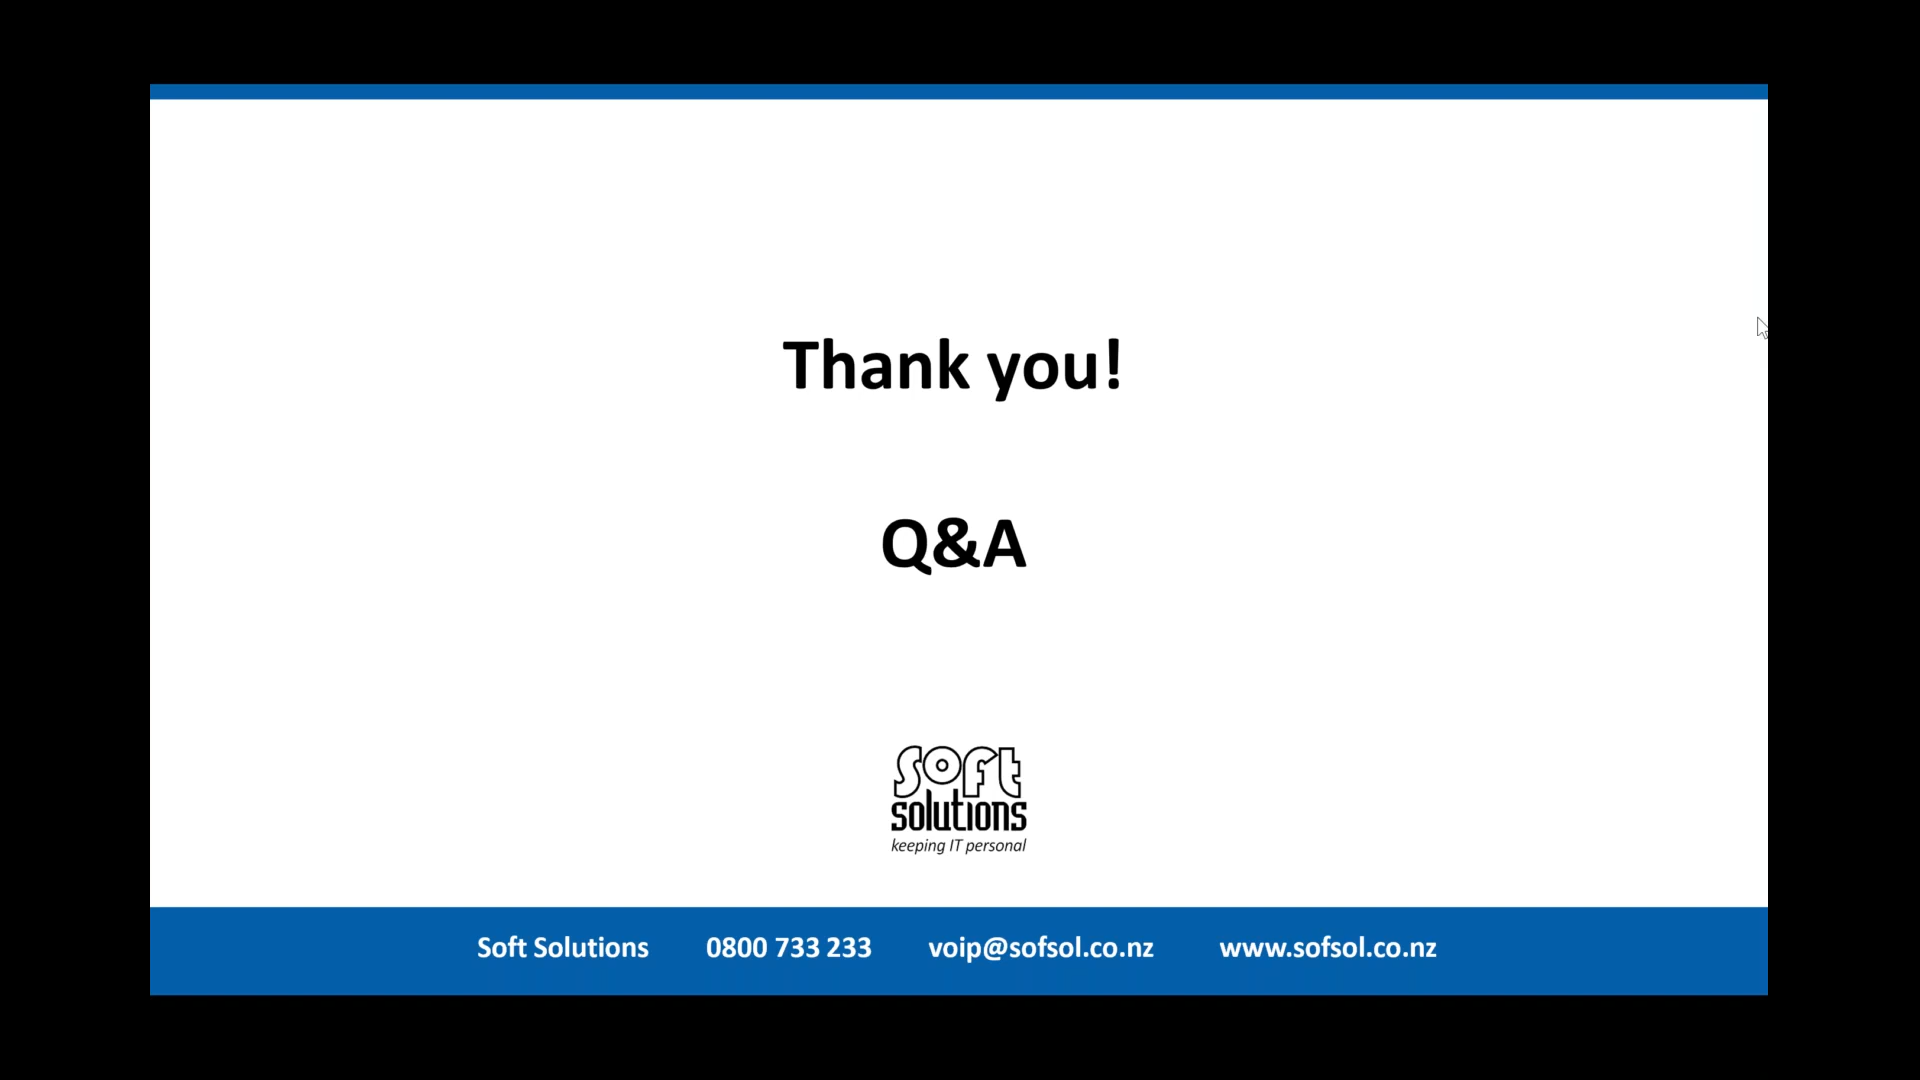 Thank you!
Q&A
soft
solutions
keeping IT personal
Soft Solutions 0800 733 233 voip@sofsol.co.nz www.sofsol.co.nz